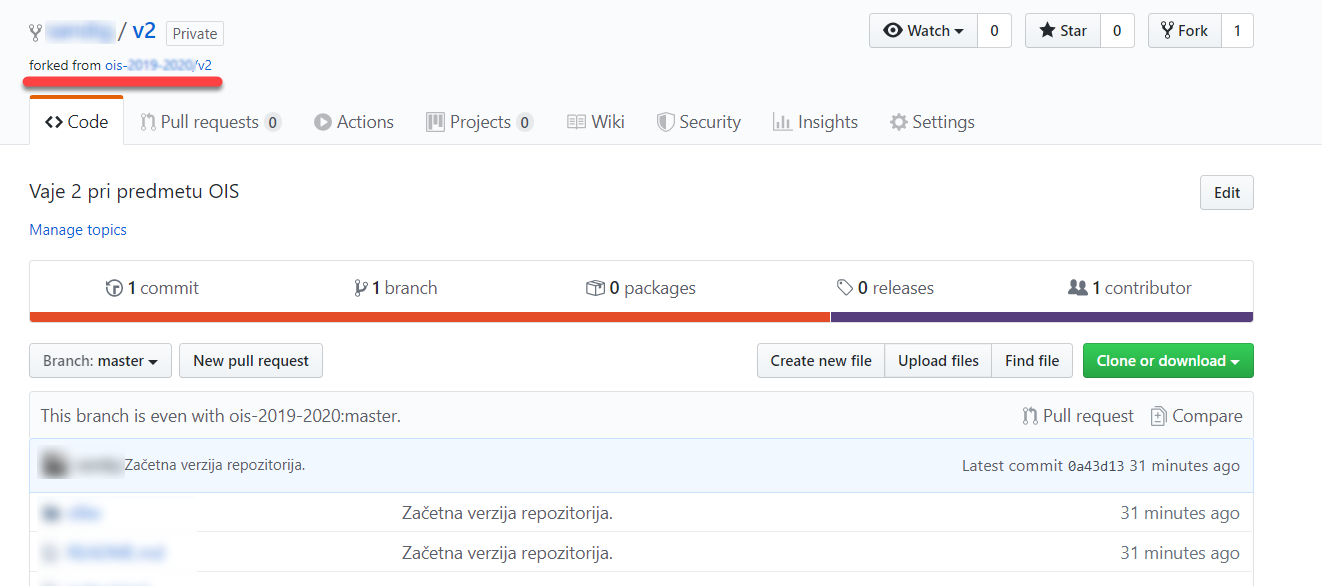 / v2 Private Watch 0 Star 0 Fork 1
forked from ois-2019-2020/v2
Code Pull requests 0 Actions Projects 0 Wiki Security Insights Settings
Vaje 2 pri predmetu OIS Edit
Manage topics
1 commit 1 branch 0 packages 0 releases 1 contributor
Branch: master New pull request Create new file Upload files Find file Clone or download
This branch is even with ois-2019-2020:master. Pull request Compare
Začetna verzija repozitorija. Latest commit 0a43d13 31 minutes ago
Začetna verzija repozitorija. 31 minutes ago
README.md Začetna verzija repozitorija. 31 minutes ago